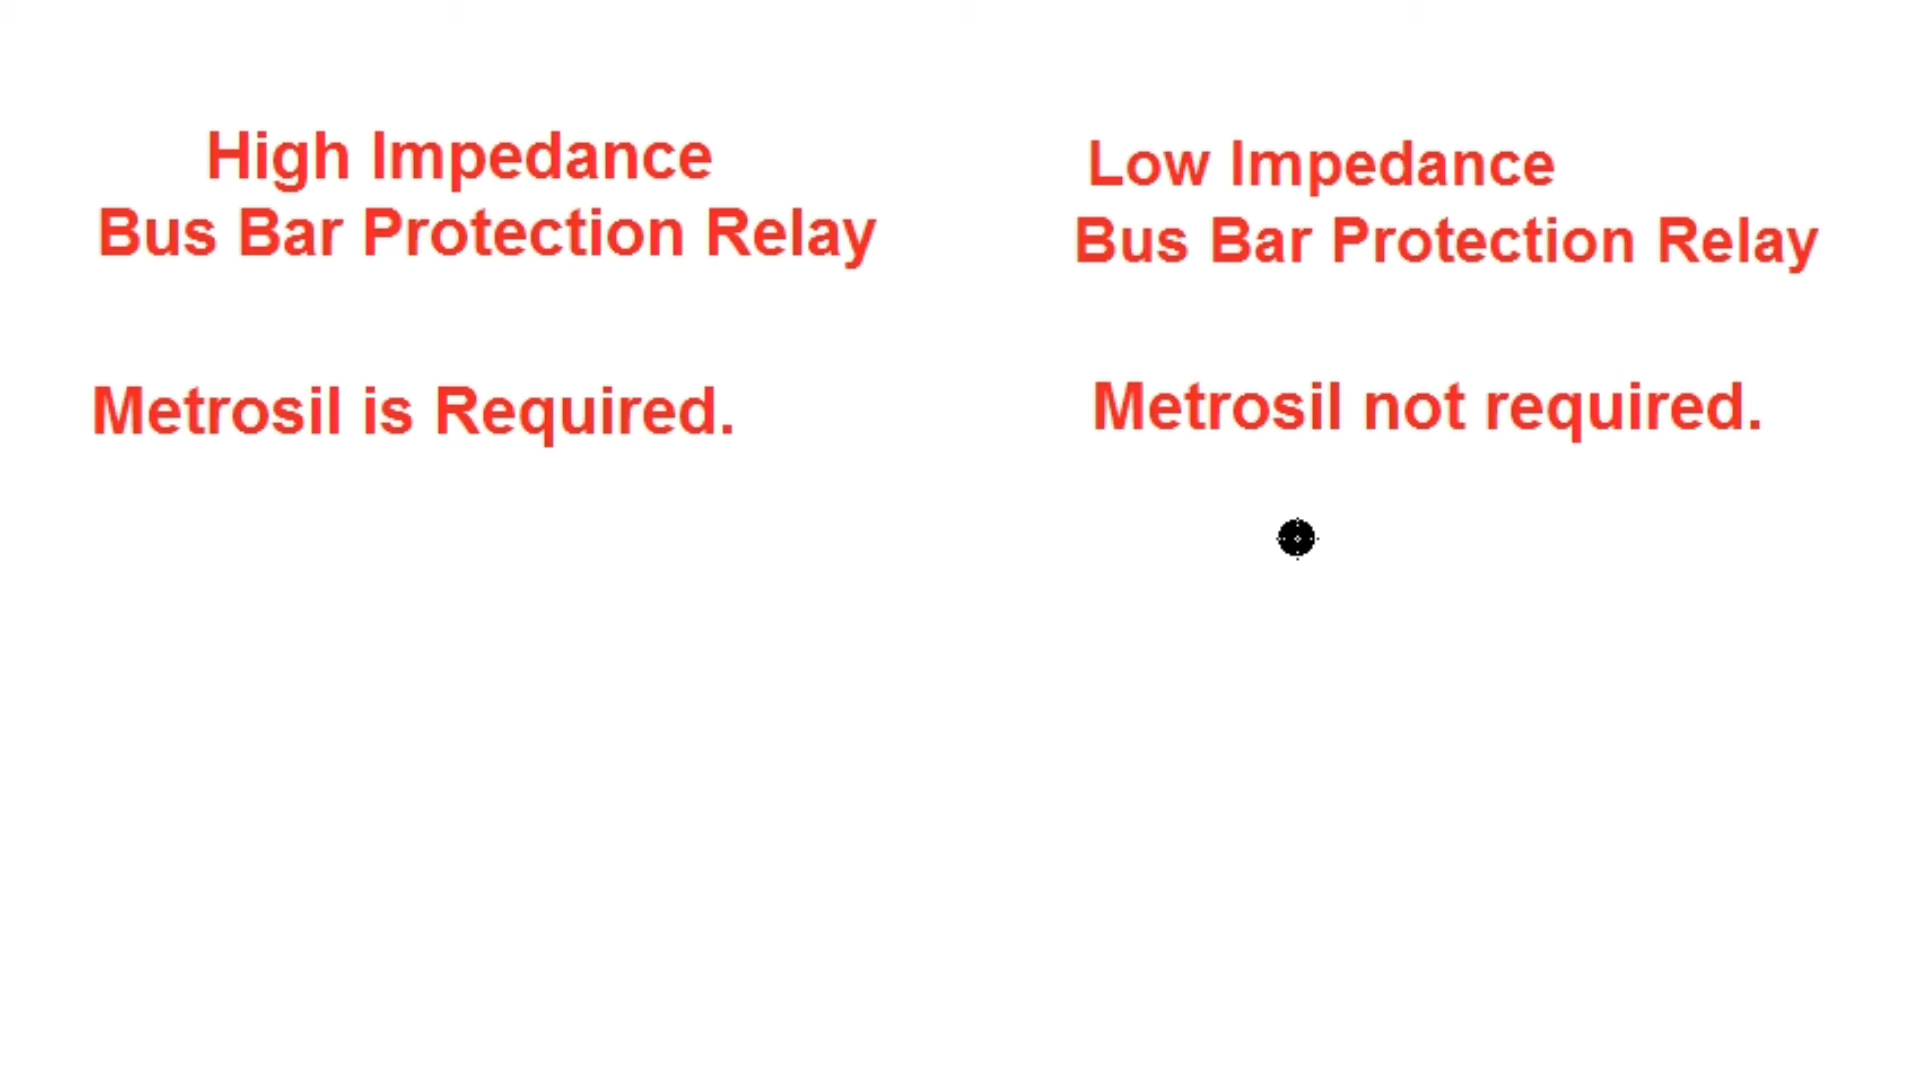 High Impedance
Bus Bar Protection Relay
Metrosil is Required.
Low Impedance
Bus Bar Protection Relay
Metrosil not required.